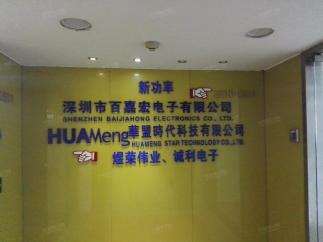 新功率
深圳市百嘉宏电子有限公司
SHENZHEN BAIJIAHONG ELECTRONICS CO., LTD.
HUAMeng 華盟時代科技有限公司
HUAMENG STAR TECHNOLOGY CO.,LTD.
煜荣伟业、诚利电子